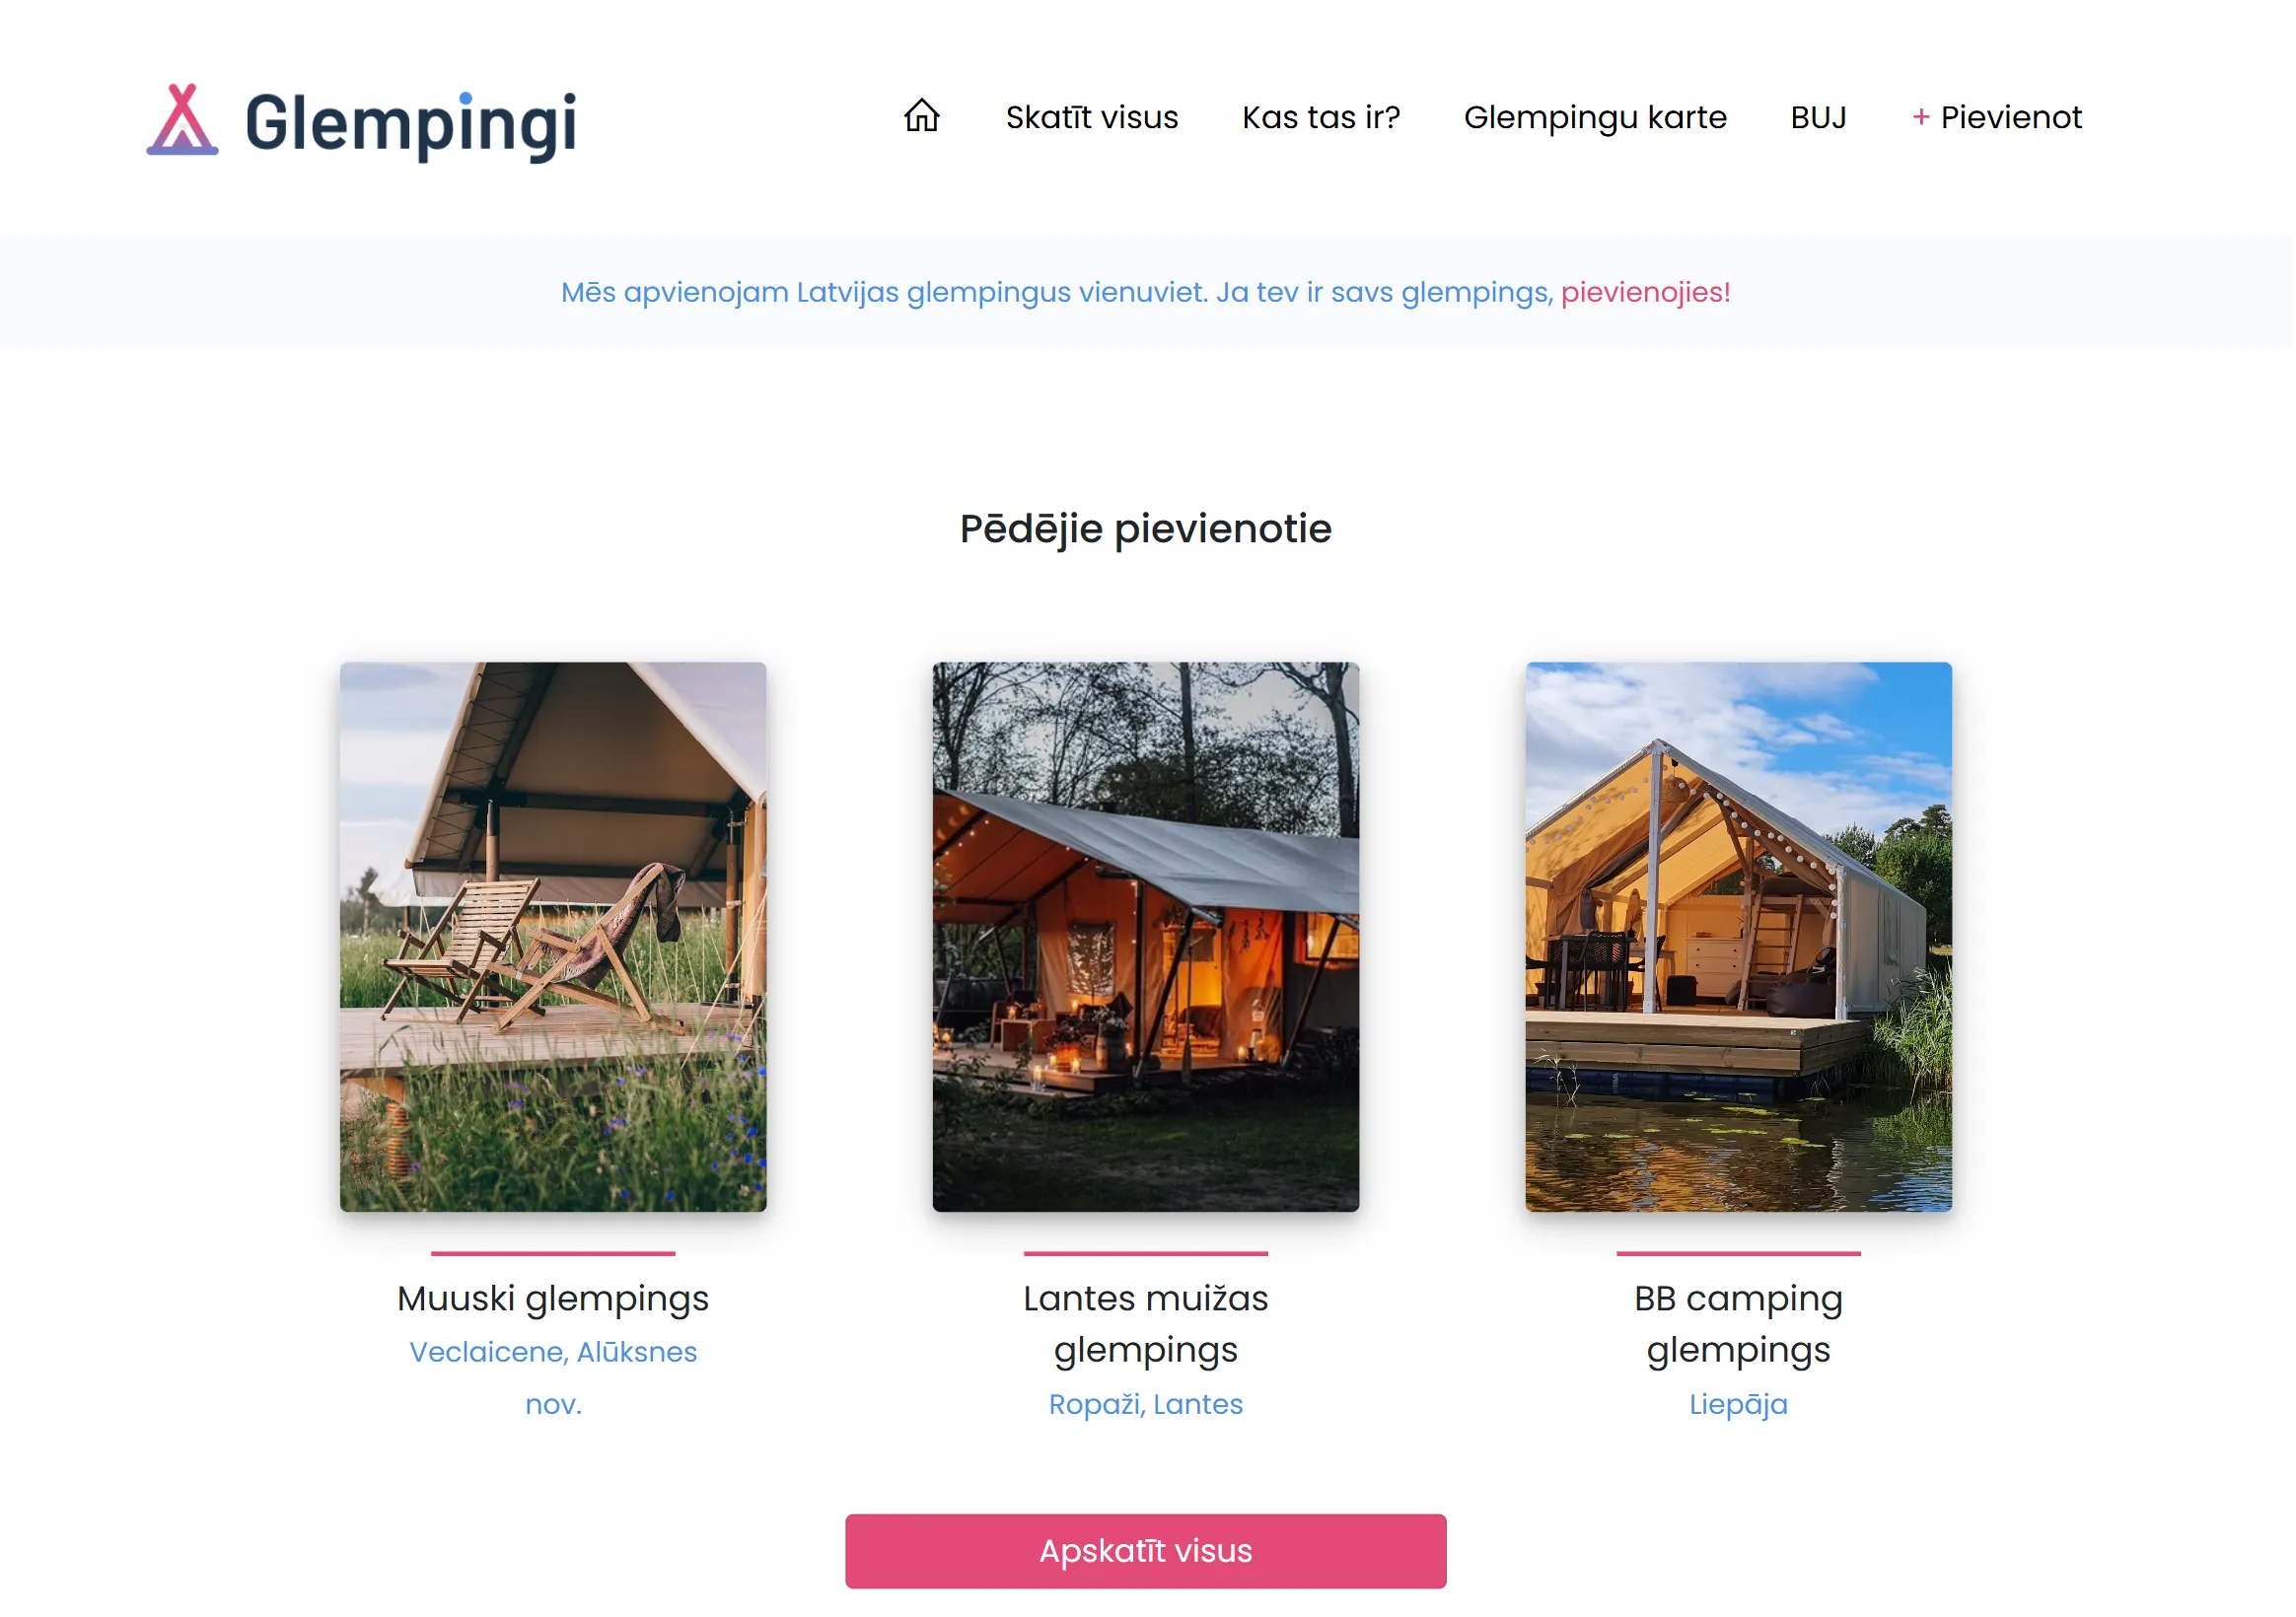 Glempingi
Skatīt visus
Kas tas ir?
Glempingu karte
BUJ
+ Pievienot
Mēs apvienojam Latvijas glempingus vienuviet. Ja tev ir savs glempings, pievienojies!
Pēdējie pievienotie
Muuski glempings
Veclaicene, Alūksnes
nov.
Lantes muižas
glempings
Ropaži, Lantes
BB camping
glempings
Liepāja
Apskatīt visus